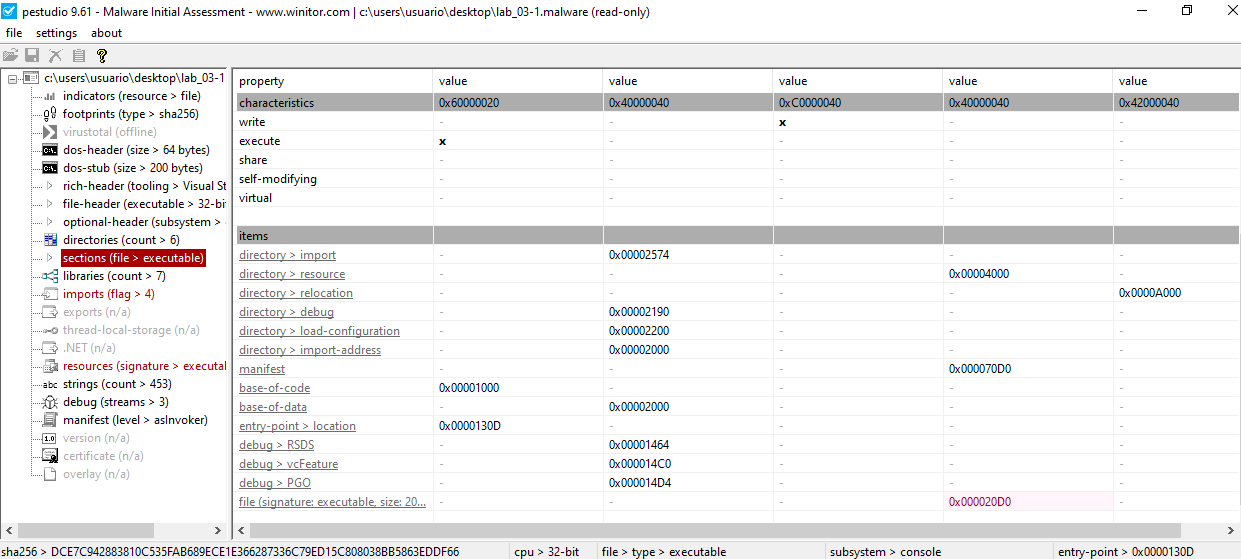 pestudio 9.61 - Malware Initial Assessment - www.winitor.com | c:\users\usuario\desktop\lab_03-1.malware (read-only)
file settings about
c:\users\usuario\desktop\lab_03-1
indicators (resource > file)
footprints (type > sha256)
virustotal (offline)
dos-header (size > 64 bytes)
dos-stub (size > 200 bytes)
rich-header (tooling > Visual St
file-header (executable > 32-bit
optional-header (subsystem >
directories (count > 6)
sections (file > executable)
libraries (count > 7)
imports (flag > 4)
exports (n/a)
thread-local-storage (n/a)
.NET (n/a)
resources (signature > executal
abc strings (count > 453)
debug (streams > 3)
manifest (level > asInvoker)
1.0 version (n/a)
certificate (n/a)
overlay (n/a)
property value value value value value
characteristics 0x60000020 0x40000040 0xC0000040 0x40000040 0x42000040
write - - x - -
execute x - - - -
share - - - - -
self-modifying - - - - -
virtual - - - - -
items
directory > import - 0x00002574 - - -
directory > resource - - - 0x00004000 -
directory > relocation - - - - 0x0000A000
directory > debug - 0x00002190 - - -
directory > load-configuration - 0x00002200 - - -
directory > import-address - 0x00002000 - - -
manifest - - - 0x000070D0 -
base-of-code 0x00001000 - - - -
base-of-data - 0x00002000 - - -
entry-point > location 0x0000130D - - - -
debug > RSDS - 0x00001464 - - -
debug > vcFeature - 0x000014C0 - - -
debug > PGO - 0x000014D4 - - -
file (signature: executable, size: 20... - - - 0x000020D0 -
sha256 > DCE7C942883810C535FAB689ECE1E366287336C79ED15C808038BB5863EDDF66 cpu > 32-bit file > type > executable subsystem > console entry-point > 0x0000130D